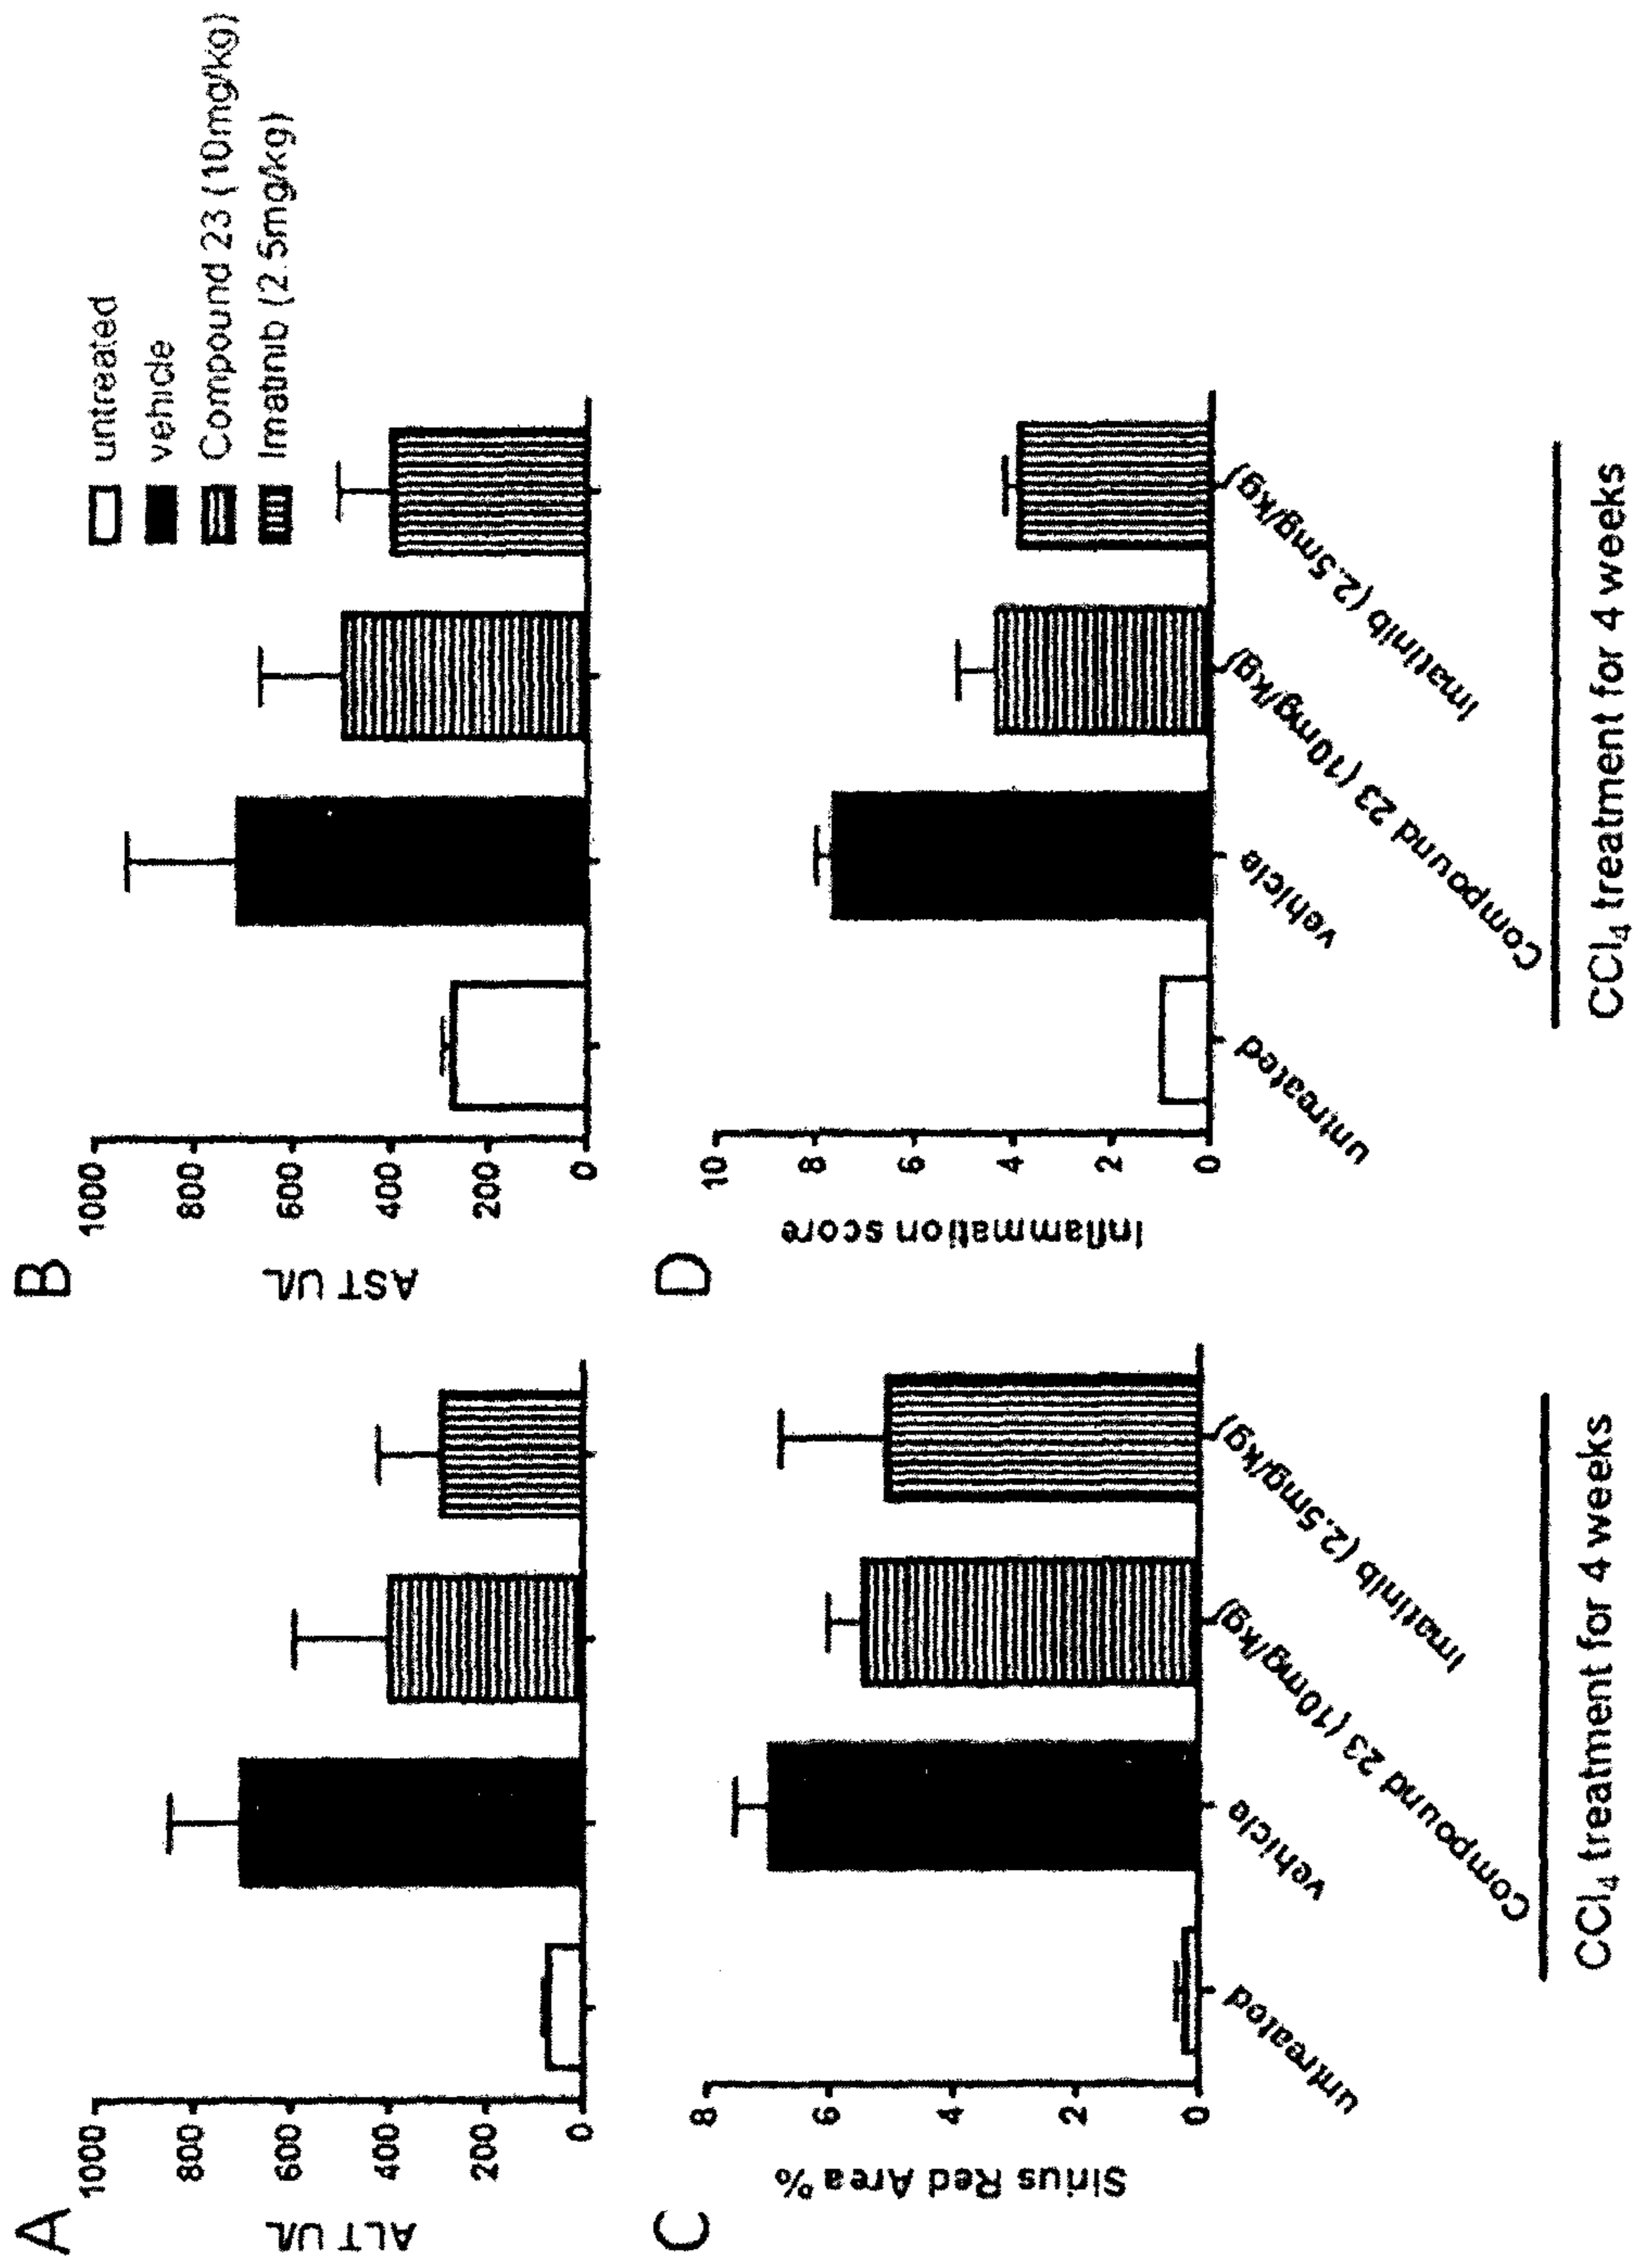 A
ALT U/L
1000
800
600
400
200
0
B
AST U/L
1000
800
600
400
200
0
untreated
vehicle
Compound 23 (10mg/kg)
Imatinib (2.5mg/kg)
C
Sirius Red Area %
8
6
4
2
0
untreated
vehicle
Compound 23 (10mg/kg)
Imatinib (2.5mg/kg)
CCl₄ treatment for 4 weeks
D
Inflammation score
10
8
6
4
2
0
untreated
vehicle
Compound 23 (10mg/kg)
Imatinib (2.5mg/kg)
CCl₄ treatment for 4 weeks